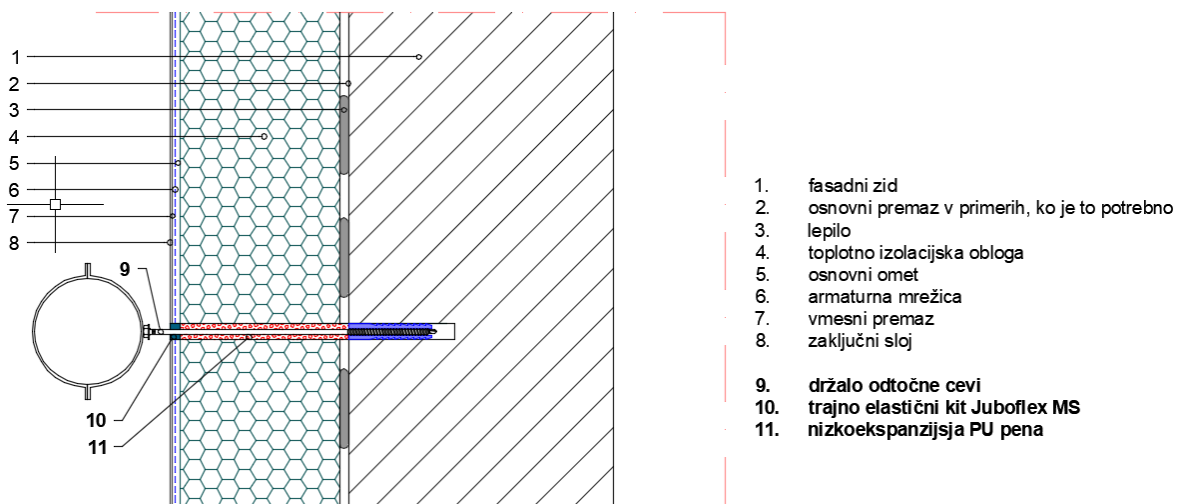 1
2
3
4
5
6
7
8
9
10
11
1. fasadni zid
2. osnovni premaz v primerih, ko je to potrebno
3. lepilo
4. toplotno izolacijska obloga
5. osnovni omet
6. armaturna mrežica
7. vmesni premaz
8. zaključni sloj
9. držalo odtočne cevi
10. trajno elastični kit Juboflex MS
11. nizkoekspanzijsja PU pena